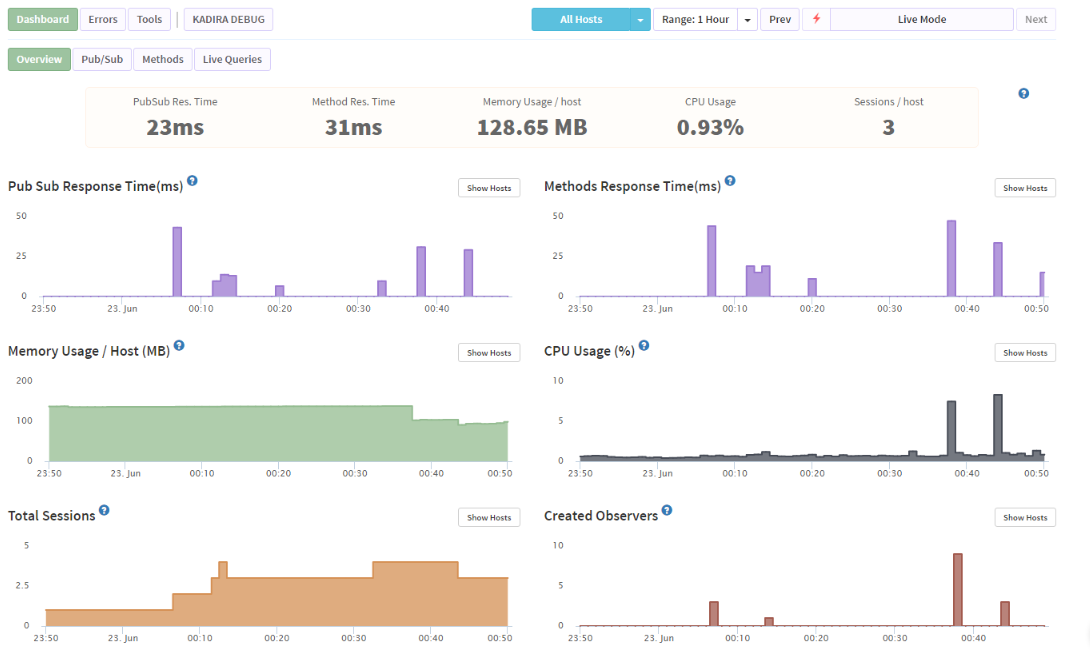 Dashboard Errors Tools | KADIRA DEBUG All Hosts Range: 1 Hour Prev Live Mode Next
Overview Pub/Sub Methods Live Queries
PubSub Res. Time Method Res. Time Memory Usage / host CPU Usage Sessions / host
23ms 31ms 128.65 MB 0.93% 3
Pub Sub Response Time(ms) ? Show Hosts
50
25
0
23:50 23. Jun 00:10 00:20 00:30 00:40
Methods Response Time(ms) ? Show Hosts
50
25
0
23:50 23. Jun 00:10 00:20 00:30 00:40 00:50
Memory Usage / Host (MB) ? Show Hosts
200
100
0
23:50 23. Jun 00:10 00:20 00:30 00:40 00:50
CPU Usage (%) ? Show Hosts
10
5
0
23:50 23. Jun 00:10 00:20 00:30 00:40 00:50
Total Sessions ? Show Hosts
5
2.5
0
23:50 23. Jun 00:10 00:20 00:30 00:40 00:50
Created Observers ? Show Hosts
10
5
0
23:50 23. Jun 00:10 00:20 00:30 00:40